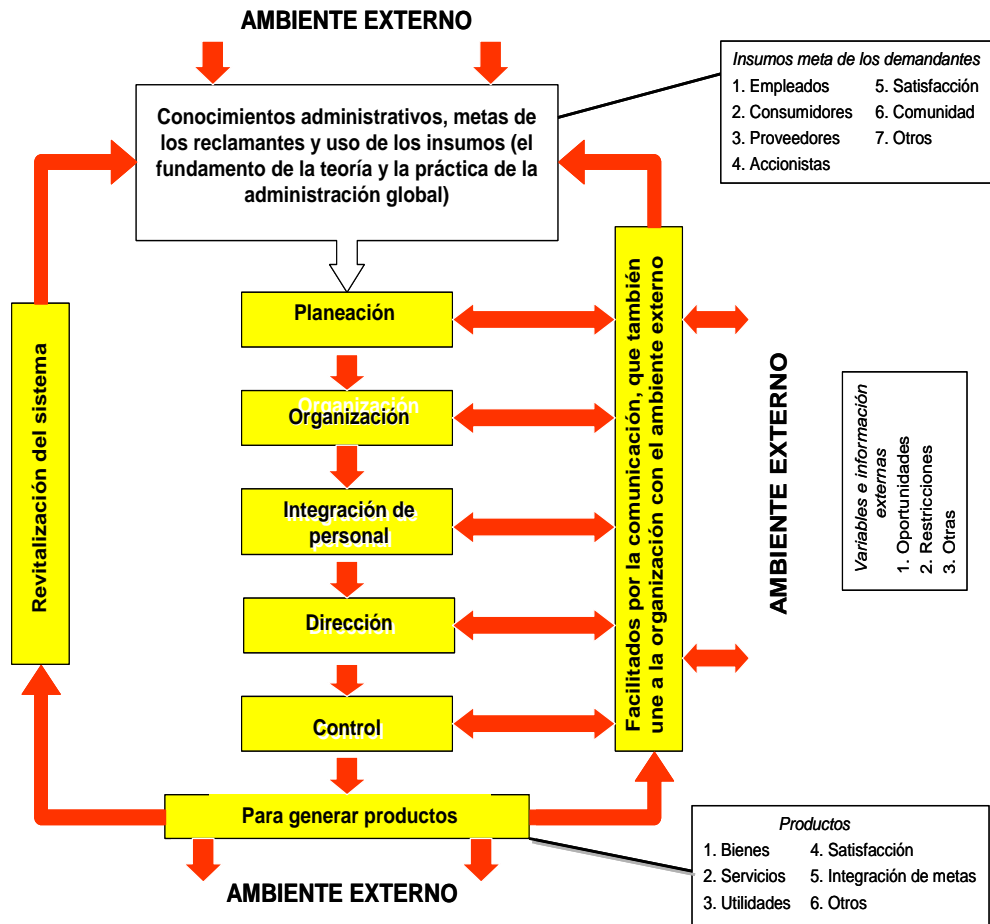 AMBIENTE EXTERNO
Insumos meta de los demandantes
1. Empleados
2. Consumidores
3. Proveedores
4. Accionistas
5. Satisfacción
6. Comunidad
7. Otros
Conocimientos administrativos, metas de
los reclamantes y uso de los insumos (el
fundamento de la teoría y la práctica de la
administración global)
Revitalización del sistema
Planeación
Organización
Integración de
personal
Dirección
Control
Facilitados por la comunicación, que también
une a la organización con el ambiente externo
AMBIENTE EXTERNO
Variables e información
externas
1. Oportunidades
2. Restricciones
3. Otras
Para generar productos
Productos
1. Bienes
2. Servicios
3. Utilidades
4. Satisfacción
5. Integración de metas
6. Otros
AMBIENTE EXTERNO